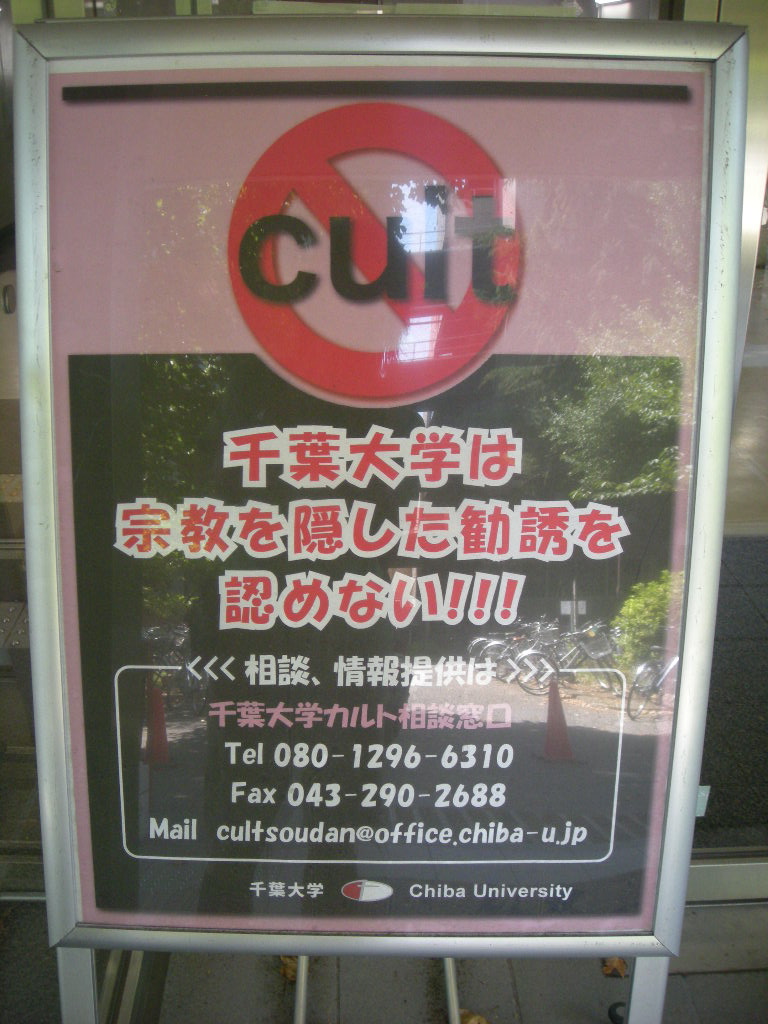 cult
千葉大学は
宗教を隠した勧誘を
認めない!!!
<<< 相談、情報提供は >>>
千葉大学カルト相談窓口
Tel 080-1296-6310
Fax 043-290-2688
Mail cultsoudan@office.chiba-u.jp
千葉大学 Chiba University